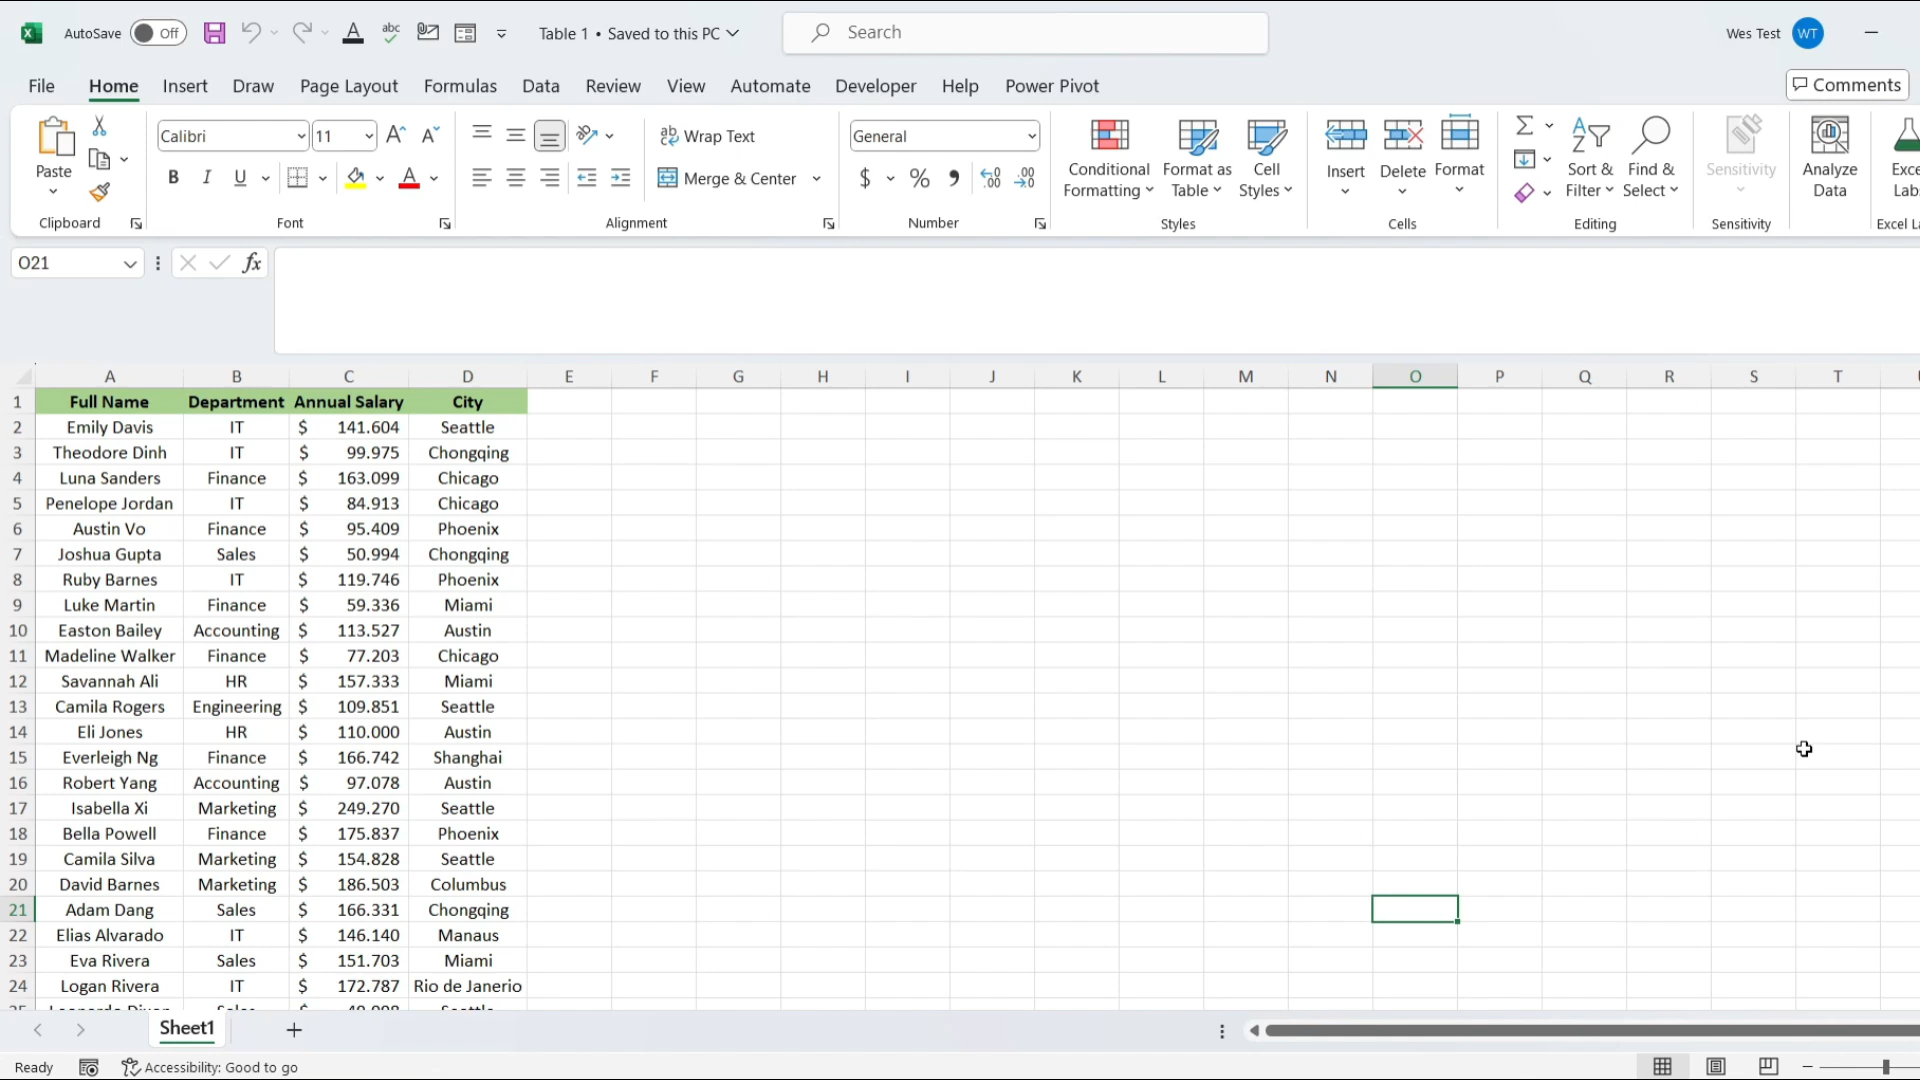 AutoSave Off Table 1 • Saved to this PC Search Wes Test WT
File Home Insert Draw Page Layout Formulas Data Review View Automate Developer Help Power Pivot Comments
Paste Calibri 11 Wrap Text General Conditional Formatting Format as Table Cell Styles Insert Delete Format Sort & Filter Find & Select Sensitivity Analyze Data
B I U Merge & Center $ % ,
Clipboard Font Alignment Number Styles Cells Editing Sensitivity
O21 fx
A B C D E F G H I J K L M N O P Q R S T
1 Full Name Department Annual Salary City
2 Emily Davis IT $ 141.604 Seattle
3 Theodore Dinh IT $ 99.975 Chongqing
4 Luna Sanders Finance $ 163.099 Chicago
5 Penelope Jordan IT $ 84.913 Chicago
6 Austin Vo Finance $ 95.409 Phoenix
7 Joshua Gupta Sales $ 50.994 Chongqing
8 Ruby Barnes IT $ 119.746 Phoenix
9 Luke Martin Finance $ 59.336 Miami
10 Easton Bailey Accounting $ 113.527 Austin
11 Madeline Walker Finance $ 77.203 Chicago
12 Savannah Ali HR $ 157.333 Miami
13 Camila Rogers Engineering $ 109.851 Seattle
14 Eli Jones HR $ 110.000 Austin
15 Everleigh Ng Finance $ 166.742 Shanghai
16 Robert Yang Accounting $ 97.078 Austin
17 Isabella Xi Marketing $ 249.270 Seattle
18 Bella Powell Finance $ 175.837 Phoenix
19 Camila Silva Marketing $ 154.828 Seattle
20 David Barnes Marketing $ 186.503 Columbus
21 Adam Dang Sales $ 166.331 Chongqing
22 Elias Alvarado IT $ 146.140 Manaus
23 Eva Rivera Sales $ 151.703 Miami
24 Logan Rivera IT $ 172.787 Rio de Janerio
Sheet1
Ready Accessibility: Good to go